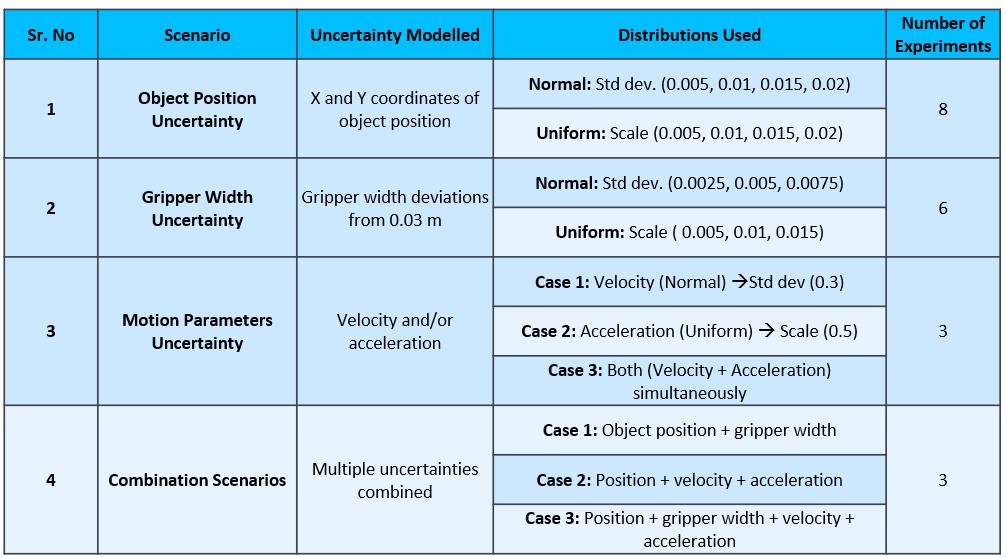 Sr. No
Scenario
Uncertainty Modelled
Distributions Used
Number of
Experiments
1
Object Position
Uncertainty
X and Y coordinates of
object position
Normal: Std dev. (0.005, 0.01, 0.015, 0.02)
Uniform: Scale (0.005, 0.01, 0.015, 0.02)
8
2
Gripper Width
Uncertainty
Gripper width deviations
from 0.03 m
Normal: Std dev. (0.0025, 0.005, 0.0075)
Uniform: Scale ( 0.005, 0.01, 0.015)
6
3
Motion Parameters
Uncertainty
Velocity and/or
acceleration
Case 1: Velocity (Normal) →Std dev (0.3)
Case 2: Acceleration (Uniform) → Scale (0.5)
Case 3: Both (Velocity + Acceleration)
simultaneously
3
4
Combination Scenarios
Multiple uncertainties
combined
Case 1: Object position + gripper width
Case 2: Position + velocity + acceleration
Case 3: Position + gripper width + velocity +
acceleration
3